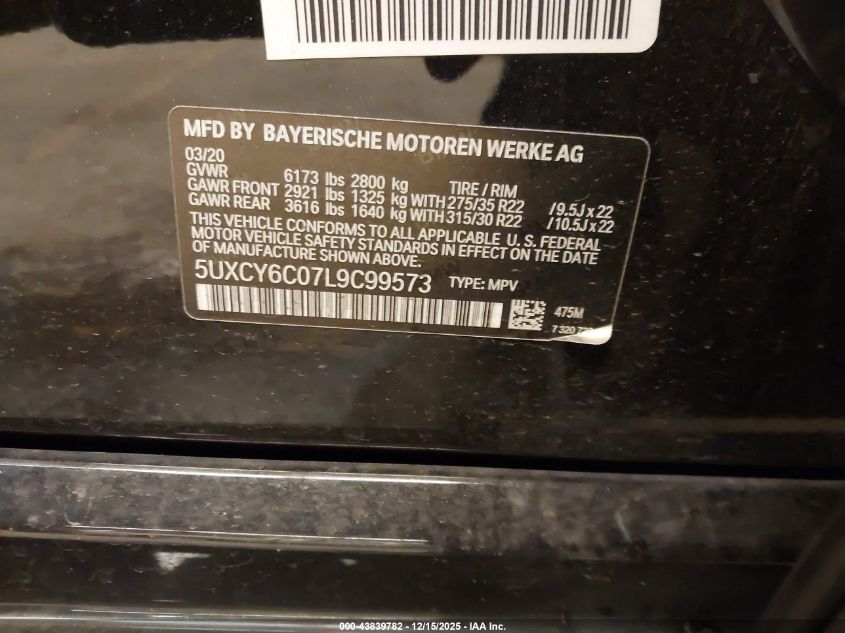 MFD BY BAYERISCHE MOTOREN WERKE AG
03/20
GVWR 6173 lbs 2800 kg TIRE / RIM
GAWR FRONT 2921 lbs 1325 kg WITH 275/35 R22 / 9.5J x 22
GAWR REAR 3616 lbs 1640 kg WITH 315/30 R22 / 10.5J x 22
THIS VEHICLE CONFORMS TO ALL APPLICABLE U. S. FEDERAL
MOTOR VEHICLE SAFETY STANDARDS IN EFFECT ON THE DATE
OF MANUFACTURE SHOWN ABOVE.
5UXCY6C07L9C99573 TYPE: MPV
475M
7 320
000-43839782 - 12/15/2025 - IAA Inc.